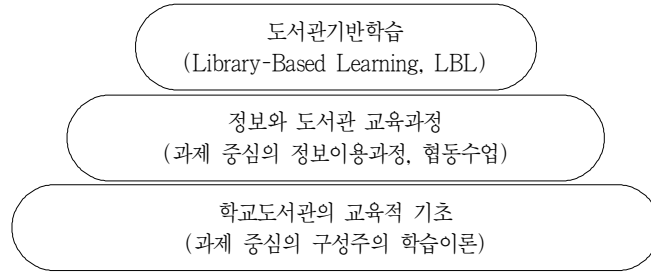 도서관기반학습
(Library-Based Learning, LBL)
정보와 도서관 교육과정
(과제 중심의 정보이용과정, 협동수업)
학교도서관의 교육적 기초
(과제 중심의 구성주의 학습이론)